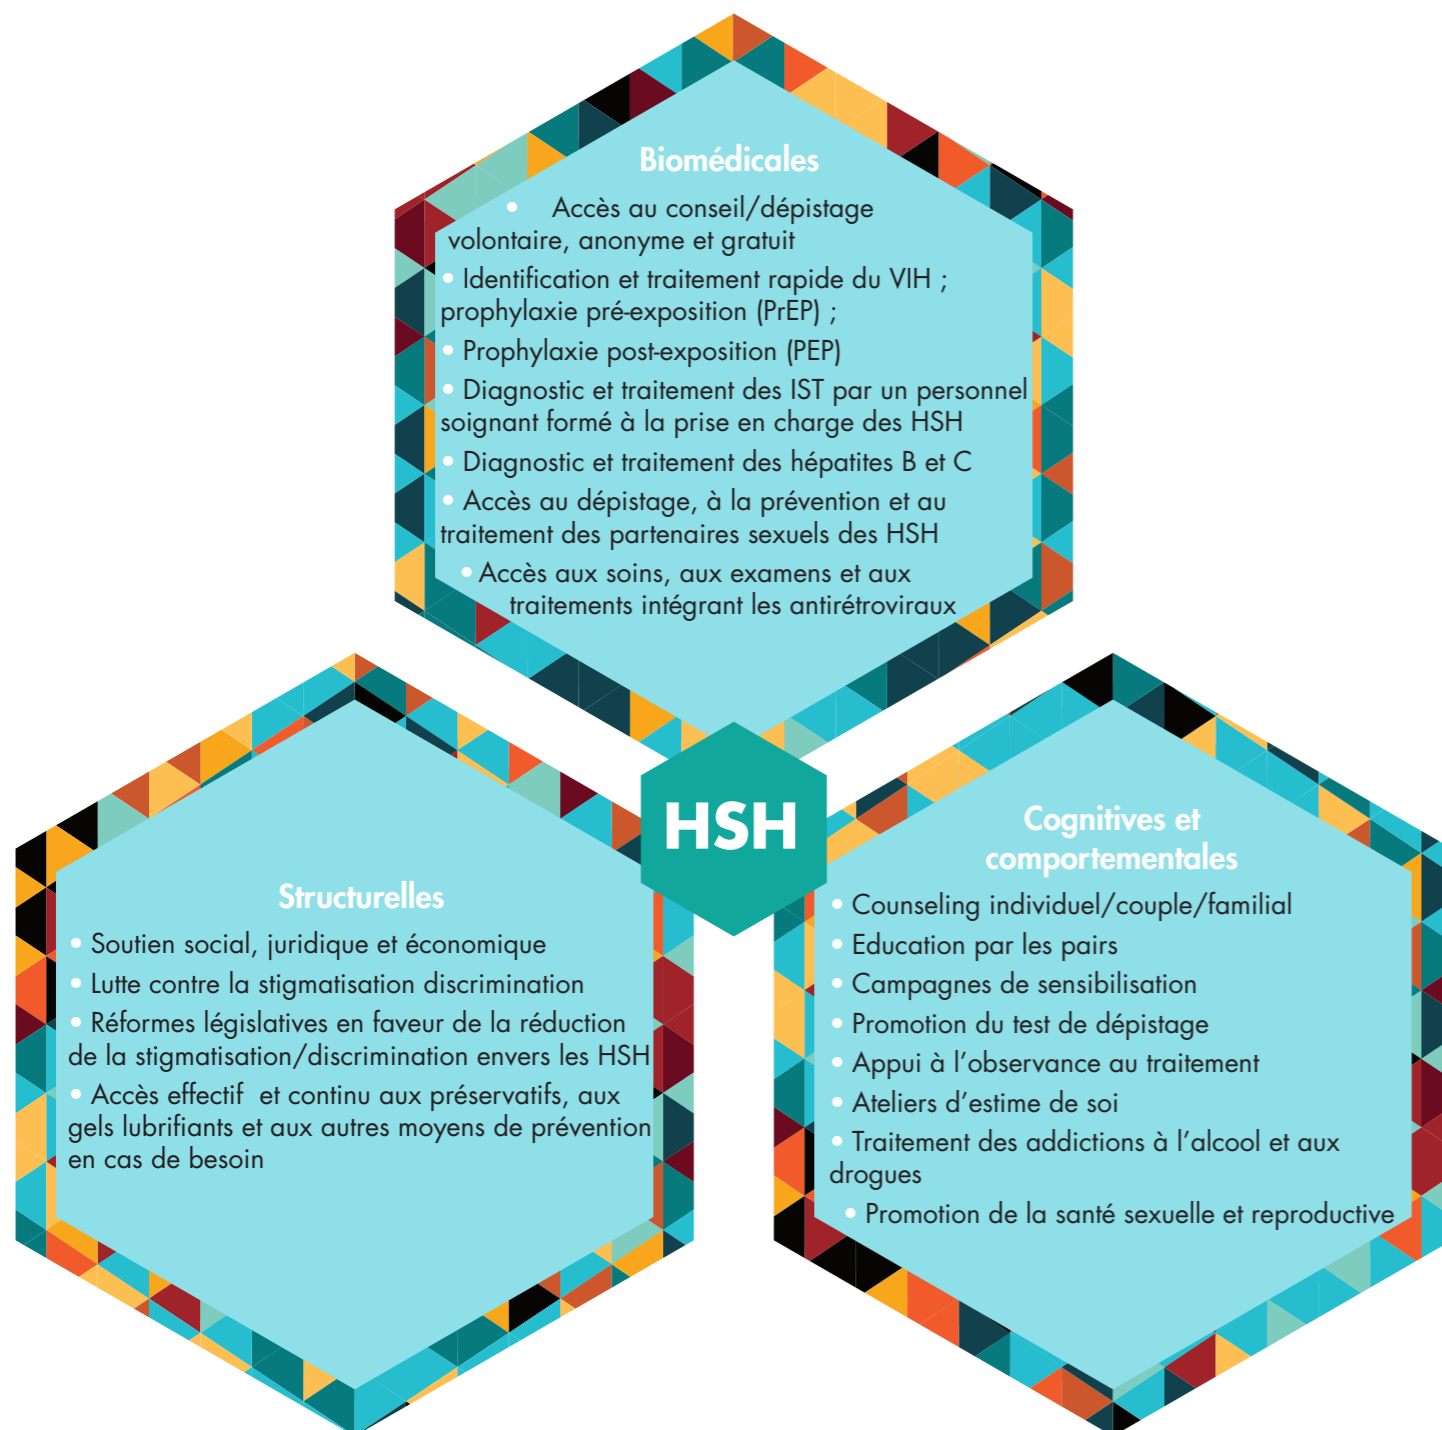 Biomédicales
• Accès au conseil/dépistage
volontaire, anonyme et gratuit
• Identification et traitement rapide du VIH ;
prophylaxie pré-exposition (PrEP) ;
• Prophylaxie post-exposition (PEP)
• Diagnostic et traitement des IST par un personnel
soignant formé à la prise en charge des HSH
• Diagnostic et traitement des hépatites B et C
• Accès au dépistage, à la prévention et au
traitement des partenaires sexuels des HSH
• Accès aux soins, aux examens et aux
traitements intégrant les antirétroviraux
HSH
Structurelles
• Soutien social, juridique et économique
• Lutte contre la stigmatisation discrimination
• Réformes législatives en faveur de la réduction
de la stigmatisation/discrimination envers les HSH
• Accès effectif et continu aux préservatifs, aux
gels lubrifiants et aux autres moyens de prévention
en cas de besoin
Cognitives et
comportementales
• Counseling individuel/couple/familial
• Education par les pairs
• Campagnes de sensibilisation
• Promotion du test de dépistage
• Appui à l'observance au traitement
• Ateliers d'estime de soi
• Traitement des addictions à l'alcool et aux
drogues
• Promotion de la santé sexuelle et reproductive